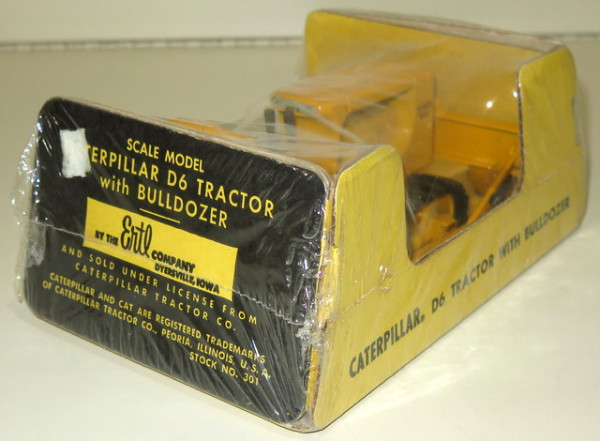 SCALE MODEL
TERPILLAR D6 TRACTOR
with BULLDOZER
BY THE Ertl COMPANY
DYERSVILLE, IOWA
AND SOLD UNDER LICENSE FROM
CATERPILLAR TRACTOR CO.
CATERPILLAR AND CAT ARE REGISTERED TRADEMARKS
OF CATERPILLAR TRACTOR CO., PEORIA, ILLINOIS, U.S.A.
STOCK NO. 301
CATERPILLAR® D6 TRACTOR WITH BULLDOZER